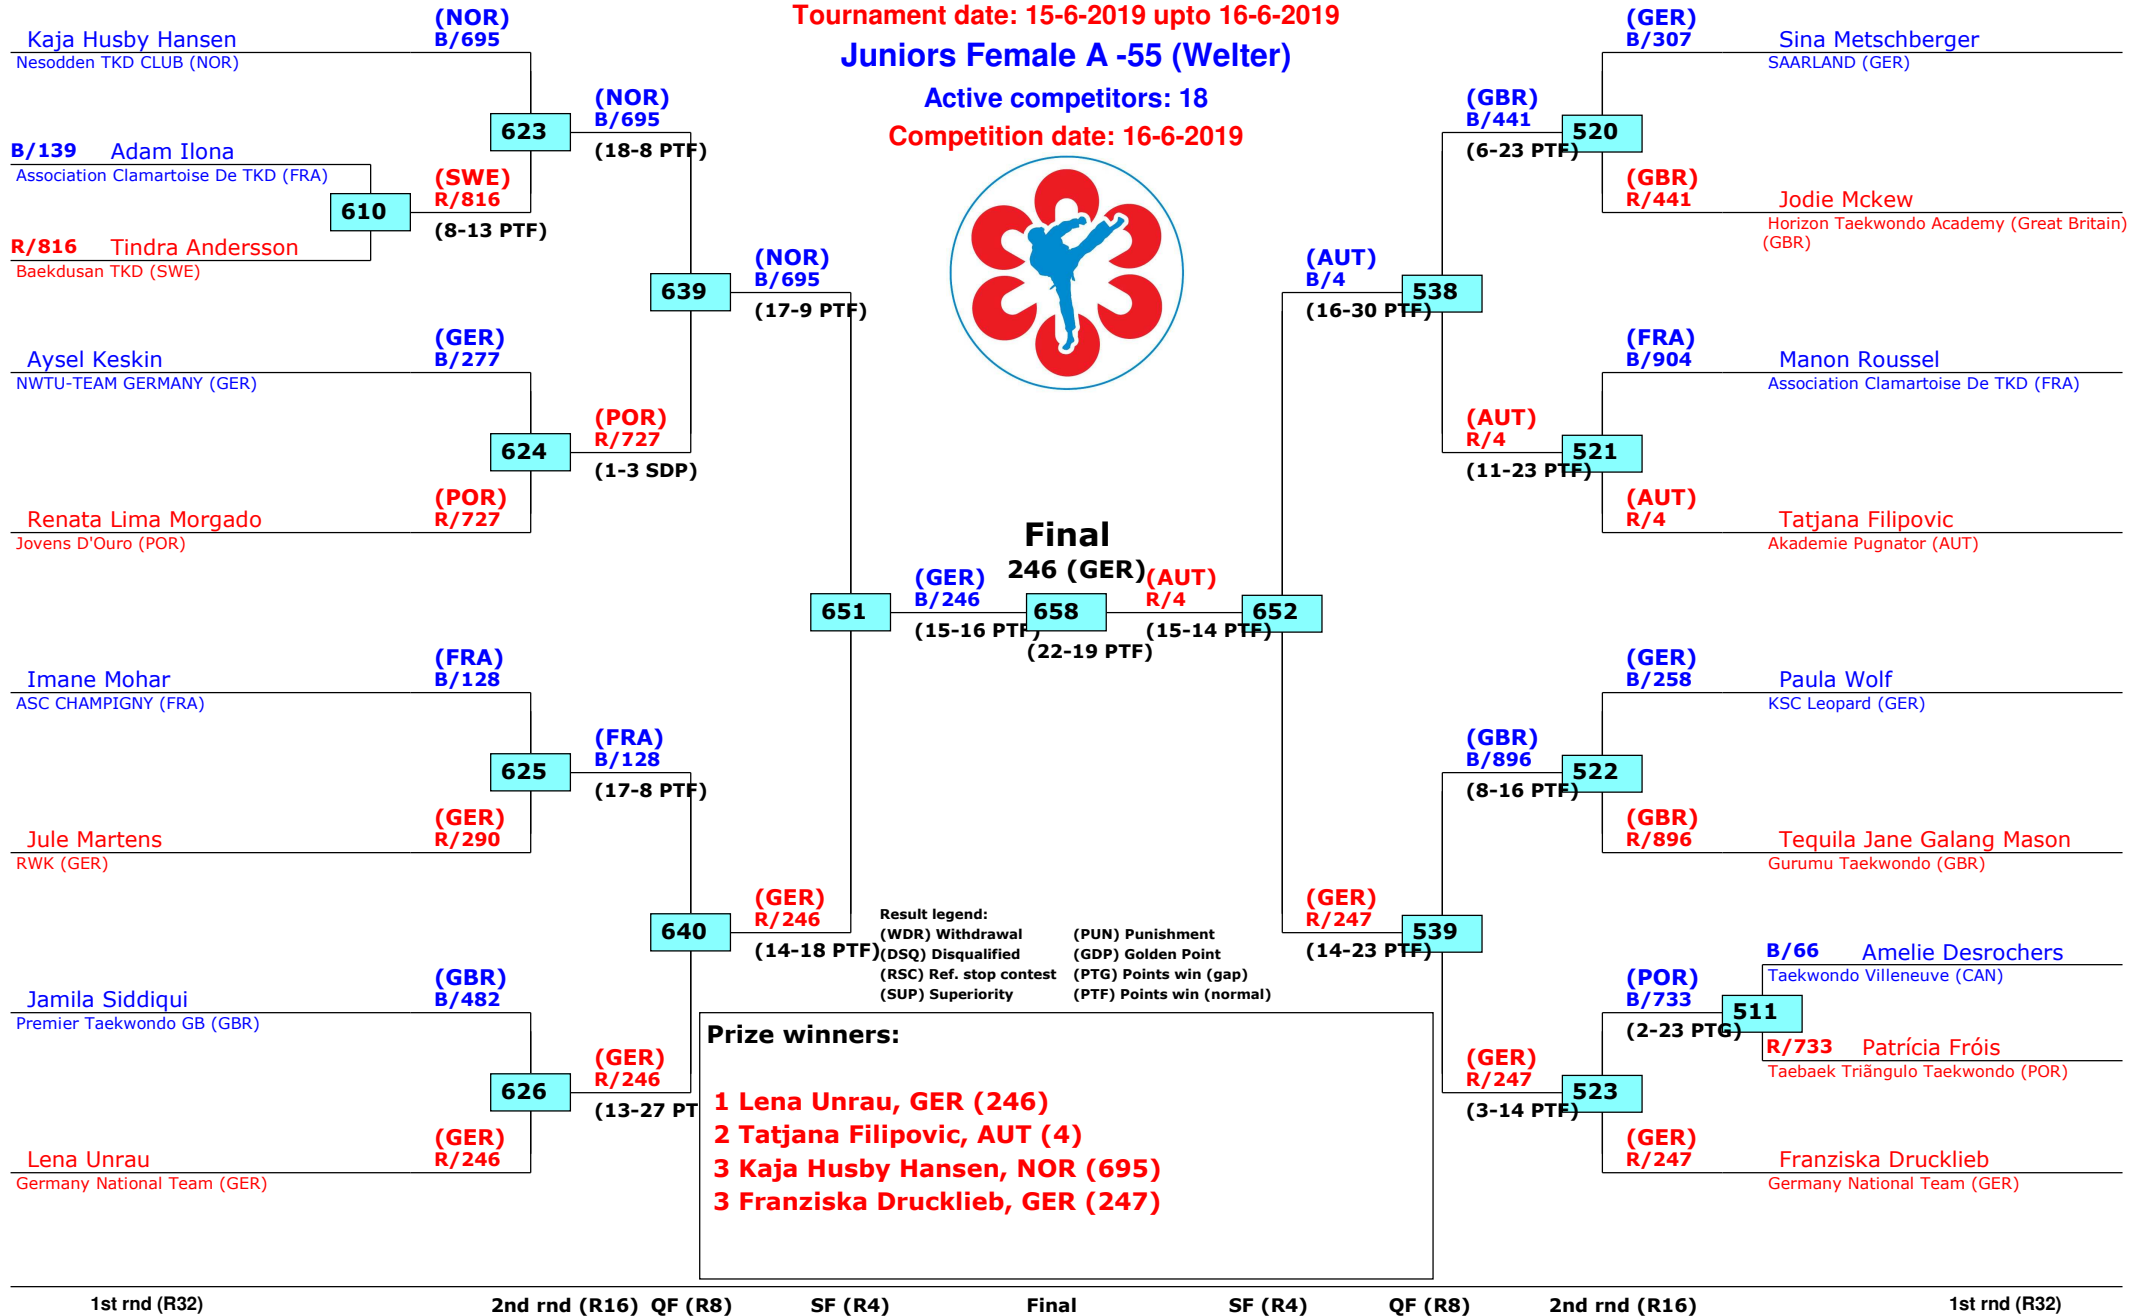 Tournament date: 15-6-2019 upto 16-6-2019
Juniors Female A -55 (Welter)
Active competitors: 18
Competition date: 16-6-2019
(NOR)
B/695
Kaja Husby Hansen
Nesodden TKD CLUB (NOR)
B/139 Adam Ilona
Association Clamartoise De TKD (FRA)
R/816 Tindra Andersson
Baekdusan TKD (SWE)
610
(SWE)
R/816
(8-13 PTF)
623
(NOR)
B/695
(18-8 PTF)
(GER)
B/277
Aysel Keskin
NWTU-TEAM GERMANY (GER)
(POR)
R/727
Renata Lima Morgado
Jovens D'Ouro (POR)
624
(POR)
R/727
(1-3 SDP)
639
(NOR)
B/695
(17-9 PTF)
(FRA)
B/128
Imane Mohar
ASC CHAMPIGNY (FRA)
(GER)
R/290
Jule Martens
RWK (GER)
625
(FRA)
B/128
(17-8 PTF)
(GBR)
B/482
Jamila Siddiqui
Premier Taekwondo GB (GBR)
(GER)
R/246
Lena Unrau
Germany National Team (GER)
626
(GER)
R/246
(13-27 PT
640
(GER)
R/246
(14-18 PTF)
651
(GER)
B/246
(15-16 PTF)
Final
246 (GER)
658
(22-19 PTF)
(AUT)
R/4
(15-14 PTF)
652
(AUT)
B/4
(16-30 PTF)
538
(GBR)
B/441
(6-23 PTF)
520
(GER)
B/307
Sina Metschberger
SAARLAND (GER)
(GBR)
R/441
Jodie Mckew
Horizon Taekwondo Academy (Great Britain)
(GBR)
(AUT)
R/4
(11-23 PTF)
521
(FRA)
B/904
Manon Roussel
Association Clamartoise De TKD (FRA)
(AUT)
R/4
Tatjana Filipovic
Akademie Pugnator (AUT)
(GER)
R/247
(14-23 PTF)
539
(GBR)
B/896
(8-16 PTF)
522
(GER)
B/258
Paula Wolf
KSC Leopard (GER)
(GBR)
R/896
Tequila Jane Galang Mason
Gurumu Taekwondo (GBR)
(GER)
R/247
(3-14 PTF)
523
(POR)
B/733
(2-23 PTG)
511
B/66 Amelie Desrochers
Taekwondo Villeneuve (CAN)
R/733 Patrícia Fróis
Taebaek Triãngulo Taekwondo (POR)
(GER)
R/247
Franziska Drucklieb
Germany National Team (GER)
Result legend:
(WDR) Withdrawal (PUN) Punishment
(DSQ) Disqualified (GDP) Golden Point
(RSC) Ref. stop contest (PTG) Points win (gap)
(SUP) Superiority (PTF) Points win (normal)
Prize winners:
1 Lena Unrau, GER (246)
2 Tatjana Filipovic, AUT (4)
3 Kaja Husby Hansen, NOR (695)
3 Franziska Drucklieb, GER (247)
1st rnd (R32) 2nd rnd (R16) QF (R8) SF (R4) Final SF (R4) QF (R8) 2nd rnd (R16) 1st rnd (R32)